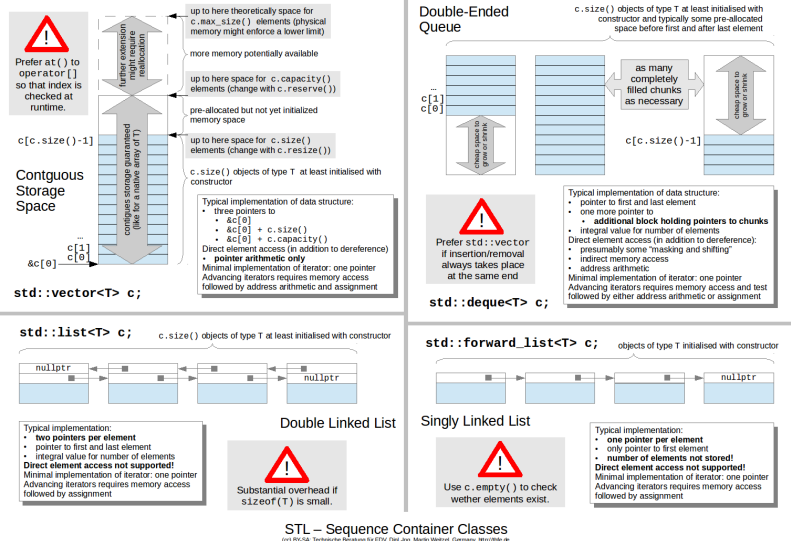 up to here theoretically space for
c.max_size() elements (physical
memory might enforce a lower limit)
further extension
might require
reallocation
more memory potentially available
Prefer at() to
operator[]
so that index is
checked at
runtime.
up to here space for c.capacity()
elements (change with c.reserve())
pre-allocated but not yet initialized
memory space
c[c.size()-1]
up to here space for c.size()
elements (change with c.resize())
c.size() objects of type T at least initialised with
constructor
contigues storage guaranteed
(like for a native array of T)
Contguous
Storage
Space
…
c[1]
c[0]
&c[0]
Typical implementation of data structure:
• three pointers to
• &c[0]
• &c[0] + c.size()
• &c[0] + c.capacity()
Direct element access (in addition to dereference)
• pointer arithmetic only
Minimal implementation of iterator: one pointer
Advancing iterators requires memory access
followed by address arithmetic and assignment
std::vector<T> c;
Double-Ended
Queue
c.size() objects of type T at least initialised with
constructor and typically some pre-allocated
space before first and after last element
…
c[1]
c[0]
cheap space to
grow or shrink
as many
completely
filled chunks
as necessary
cheap space to
grow or shrink
c[c.size()-1]
Prefer std::vector
if insertion/removal
always takes place
at the same end
Typical implementation of data structure:
• pointer to first and last element
• one more pointer to
• additional block holding pointers to chunks
• integral value for number of elements
Direct element access (in addition to dereference):
• presumably some "masking and shifting"
• indirect memory access
• address arithmetic
Minimal implementation of iterator: one pointer
Advancing iterators requires memory access and test
followed by either address arithmetic or assignment
std::deque<T> c;
std::list<T> c;
c.size() objects of type T at least initialised with constructor
nullptr
nullptr
Double Linked List
Typical implementation:
• two pointers per element
• pointer to first and last element
• integral value for number of elements
Direct element access not supported!
Minimal implementation of iterator: one pointer
Advancing iterators requires memory access
followed by assignment
Substantial overhead if
sizeof(T) is small.
std::forward_list<T> c;
objects of type T initialised with constructor
nullptr
Singly Linked List
Use c.empty() to check
wether elements exist.
Typical implementation:
• one pointer per element
• only pointer to first element
• number of elements not stored!
Direct element access not supported!
Minimal implementation of iterator: one pointer
Advancing iterators requires memory access
followed by assignment
STL – Sequence Container Classes
(cc) BY-SA: Technische Beratung für EDV, Dipl.-Ing. Martin Weitzel, Germany, http://tbfe.de